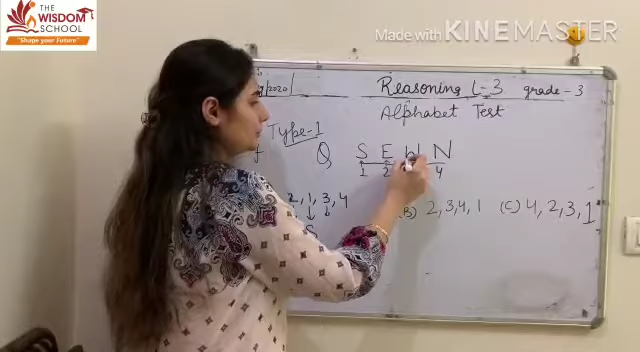 THE
WISDOM
SCHOOL
"Shape your Future"
Made with KINEMASTER
/2020 Reasoning L-3 grade-3
Alphabet Test
Type-1
Q S E W N
1 2 4
2, 1, 3, 4 (B) 2, 3, 4, 1 (C) 4, 2, 3, 1
S